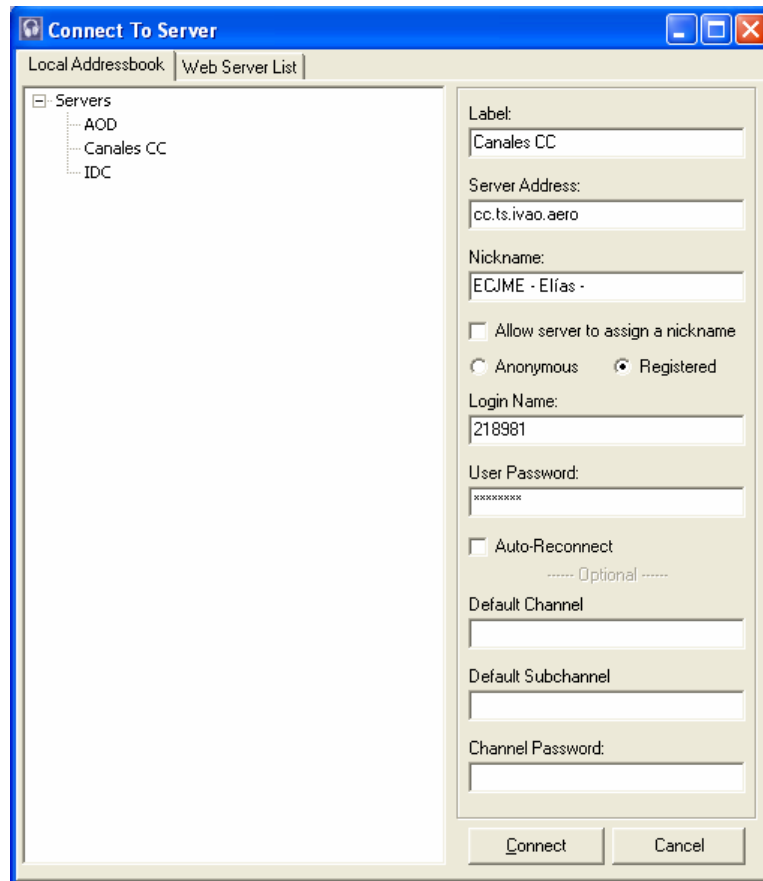 Connect To Server
Local Addressbook
Web Server List
Servers
AOD
Canales CC
IDC
Label:
Canales CC
Server Address:
cc.ts.ivao.aero
Nickname:
ECJME - Elías -
Allow server to assign a nickname
Anonymous
Registered
Login Name:
218981
User Password:
********
Auto-Reconnect
------ Optional ------
Default Channel
Default Subchannel
Channel Password:
Connect
Cancel